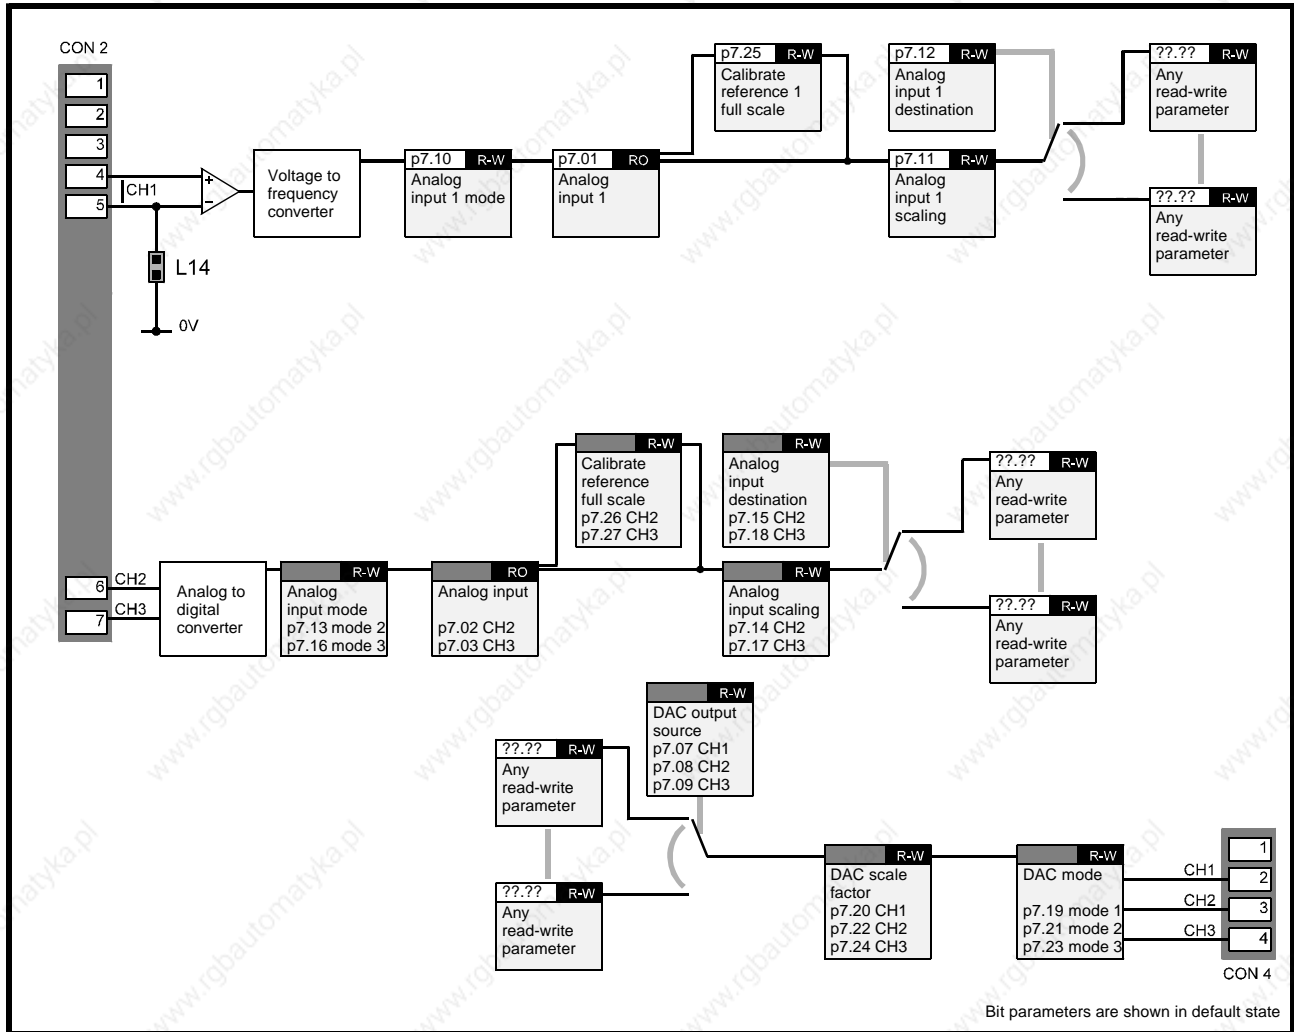 CON 2
1
2
3
4
5
CH1
L14
0V
Voltage to
frequency
converter
p7.10 R-W
Analog
input 1 mode
p7.01 RO
Analog
input 1
p7.25 R-W
Calibrate
reference 1
full scale
p7.12 R-W
Analog
input 1
destination
p7.11 R-W
Analog
input 1
scaling
??.?? R-W
Any
read-write
parameter
??.?? R-W
Any
read-write
parameter
6
7
CH2
CH3
Analog to
digital
converter
R-W
Analog
input mode
p7.13 mode 2
p7.16 mode 3
RO
Analog input
p7.02 CH2
p7.03 CH3
R-W
Calibrate
reference
full scale
p7.26 CH2
p7.27 CH3
R-W
Analog
input
destination
p7.15 CH2
p7.18 CH3
R-W
Analog
input scaling
p7.14 CH2
p7.17 CH3
??.?? R-W
Any
read-write
parameter
??.?? R-W
Any
read-write
parameter
R-W
DAC output
source
p7.07 CH1
p7.08 CH2
p7.09 CH3
??.?? R-W
Any
read-write
parameter
??.?? R-W
Any
read-write
parameter
R-W
DAC scale
factor
p7.20 CH1
p7.22 CH2
p7.24 CH3
R-W
DAC mode
p7.19 mode 1
p7.21 mode 2
p7.23 mode 3
CH1
CH2
CH3
1
2
3
4
CON 4
Bit parameters are shown in default state
www.rgbautomatyka.pl